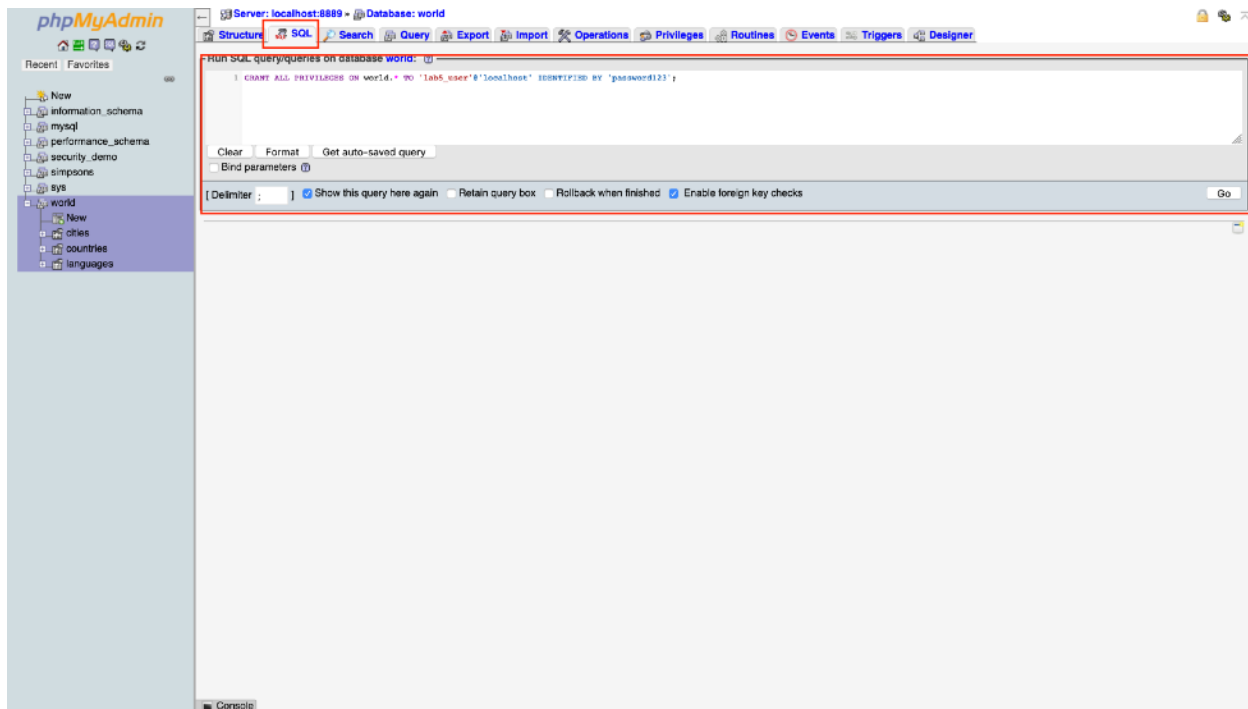 phpMyAdmin
Recent Favorites
New
information_schema
mysql
performance_schema
security_demo
simpsons
sys
world
New
cities
countries
languages
Server: localhost:8889 » Database: world
Structure SQL Search Query Export Import Operations Privileges Routines Events Triggers Designer
Run SQL query/queries on database world:
1 GRANT ALL PRIVILEGES ON world.* TO 'lab5_user'@'localhost' IDENTIFIED BY 'password123';
Clear Format Get auto-saved query
Bind parameters
[ Delimiter ; ] Show this query here again Retain query box Rollback when finished Enable foreign key checks Go
Console